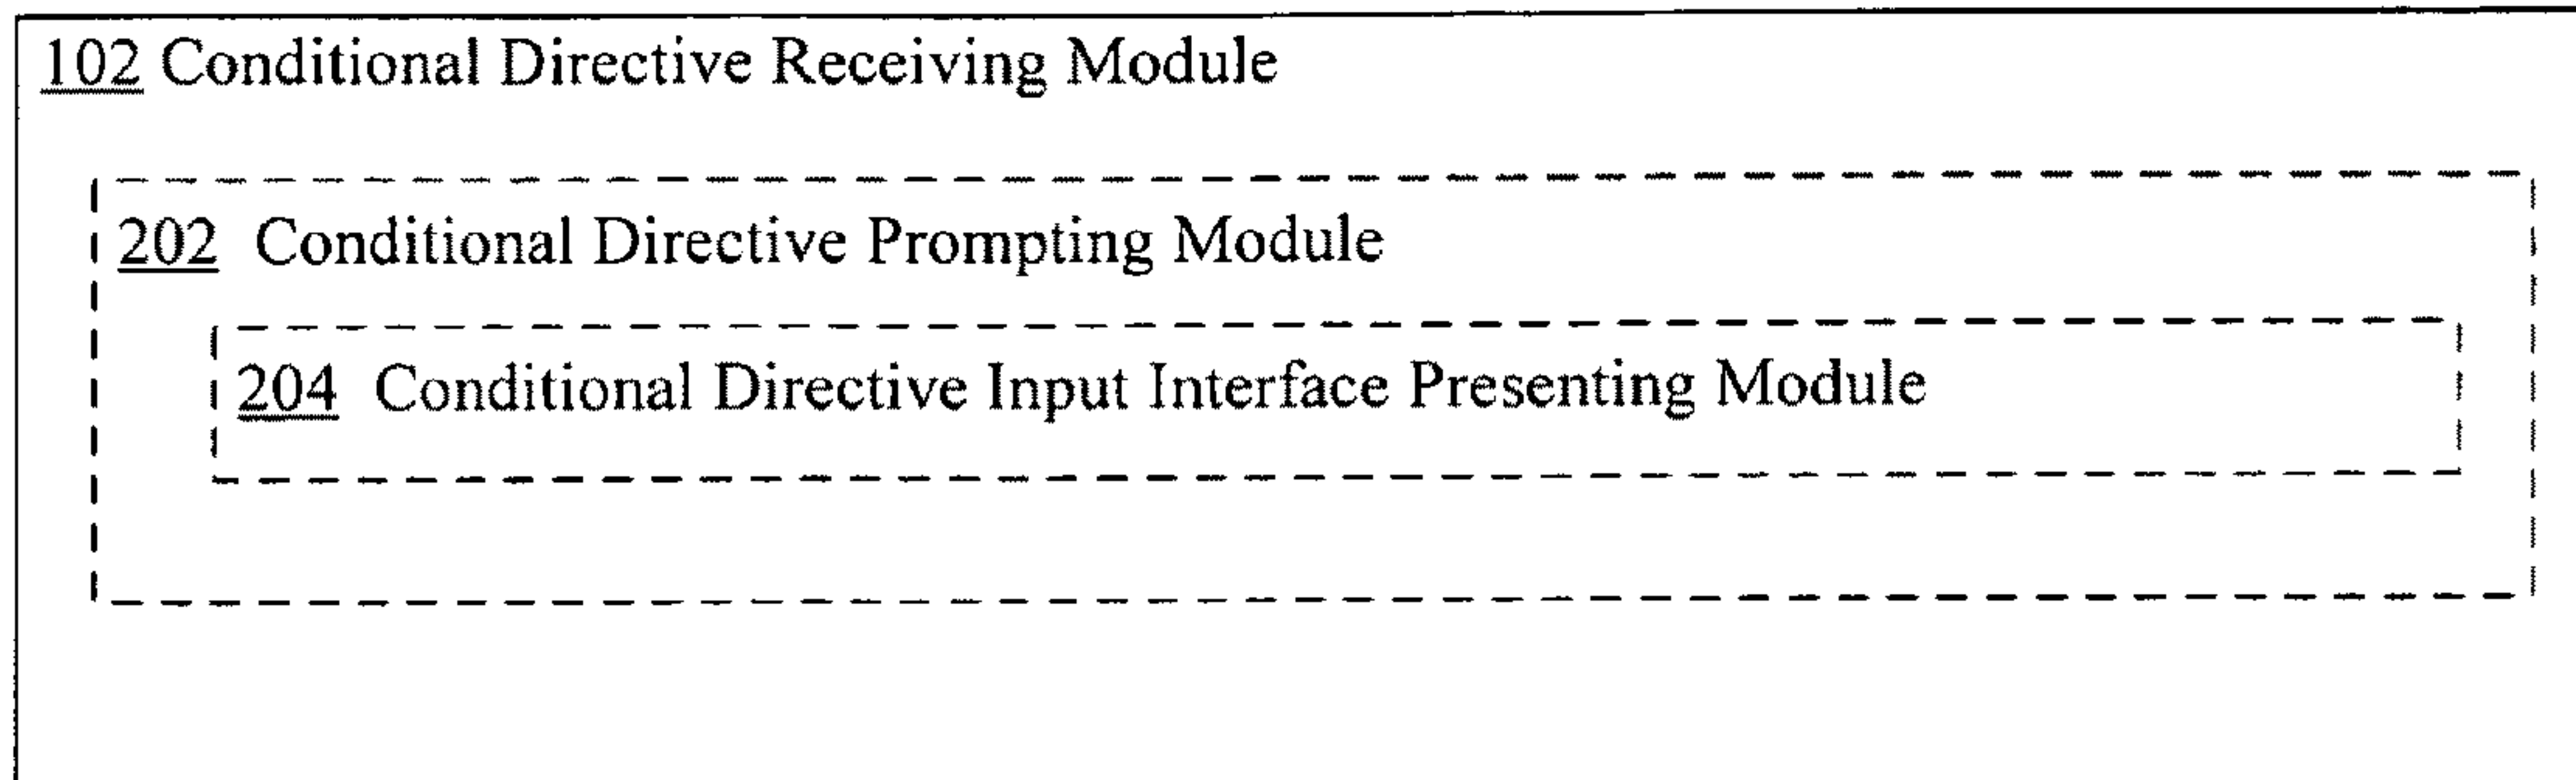 102 Conditional Directive Receiving Module
202 Conditional Directive Prompting Module
204 Conditional Directive Input Interface Presenting Module